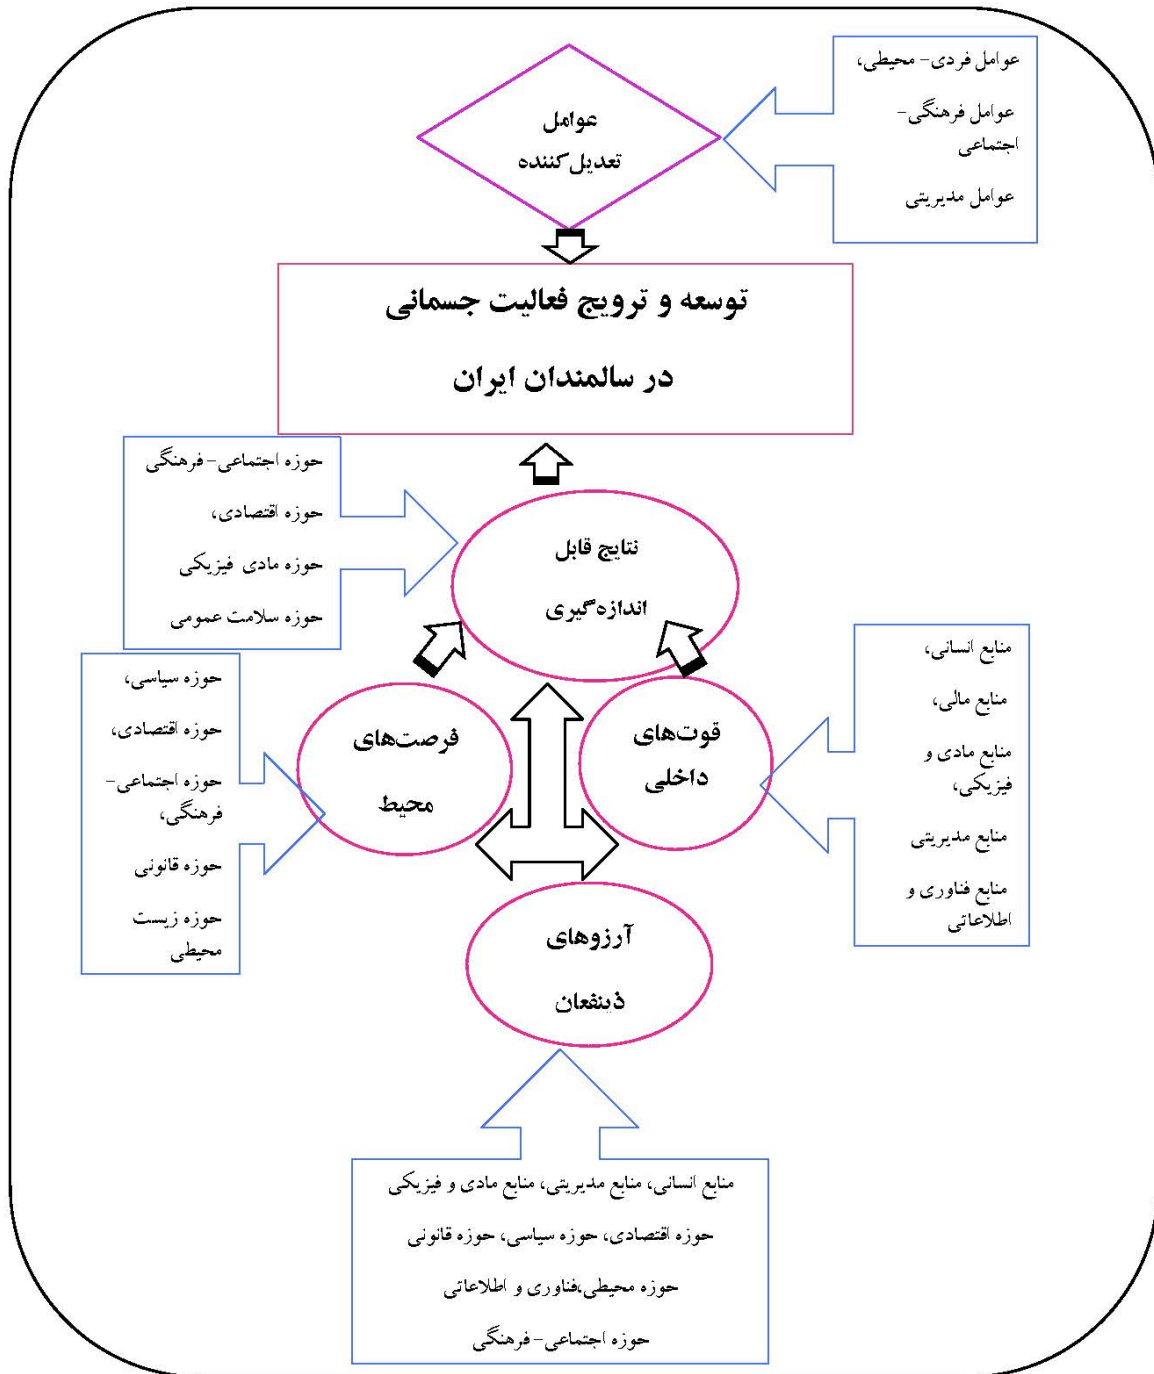 عوامل فردی- محیطی،
عوامل فرهنگی-
اجتماعی
عوامل مدیریتی
عوامل
تعدیل‌کننده
توسعه و ترویج فعالیت جسمانی
در سالمندان ایران
حوزه اجتماعی- فرهنگی
حوزه اقتصادی،
حوزه مادی فیزیکی
حوزه سلامت عمومی
نتایج قابل
اندازه‌گیری
منابع انسانی،
منابع مالی،
منابع مادی و
فیزیکی،
منابع مدیریتی
منابع فناوری و
اطلاعاتی
قوت‌های
داخلی
فرصت‌های
محیط
حوزه سیاسی،
حوزه اقتصادی،
حوزه اجتماعی-
فرهنگی،
حوزه قانونی
حوزه زیست
محیطی
آرزوهای
ذینفعان
منابع انسانی، منابع مدیریتی، منابع مادی و فیزیکی
حوزه اقتصادی، حوزه سیاسی، حوزه قانونی
حوزه محیطی،فناوری و اطلاعاتی
حوزه اجتماعی- فرهنگی